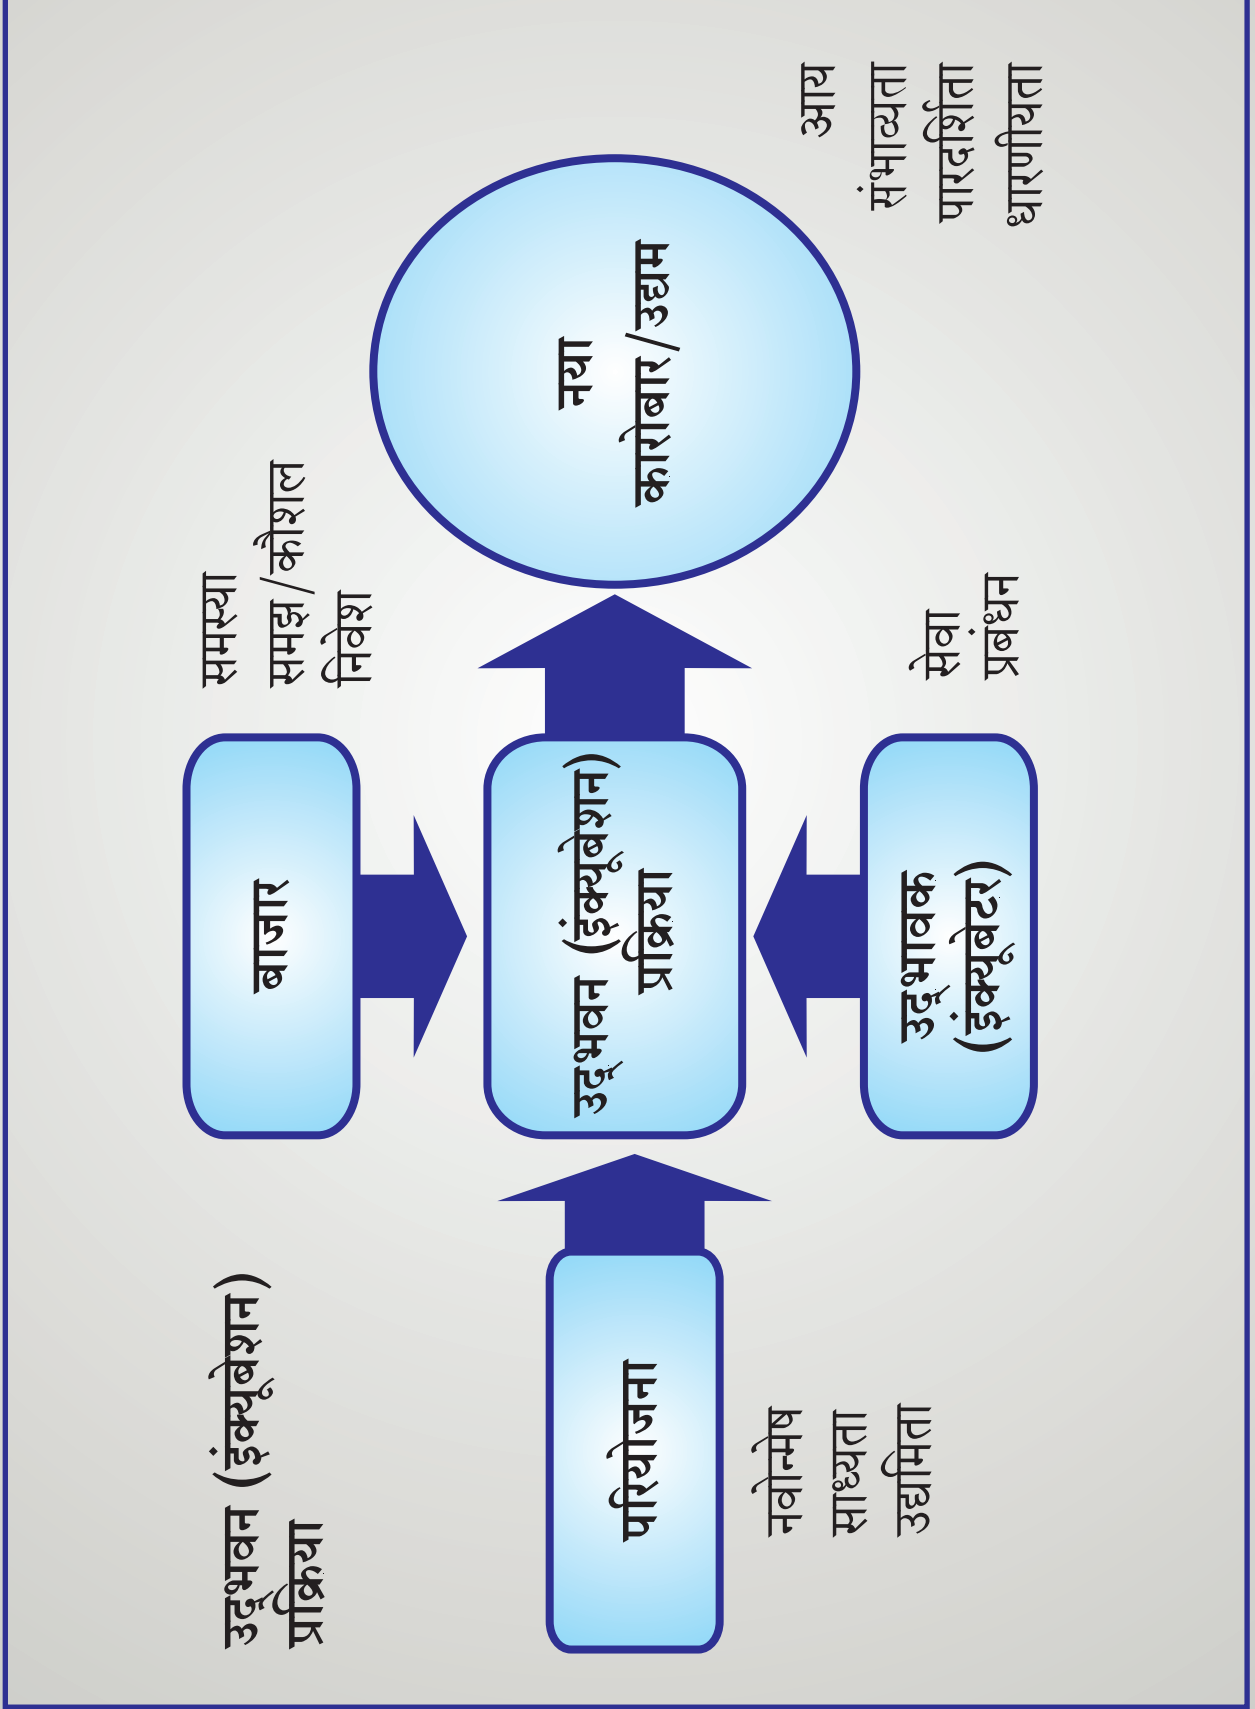 उद्भवन (इंक्यूबेशन)
प्रक्रिया
बाजार
समस्या
समझ/कौशल
निवेश
परियोजना
नवोन्मेष
साध्यता
उद्यमिता
उद्भवन (इंक्यूबेशन)
प्रक्रिया
नया
कारोबार/उद्यम
उद्भावक
(इंक्यूबेटर)
सेवा
प्रबंधन
आय
संभाव्यता
पारदर्शिता
धारणीयता